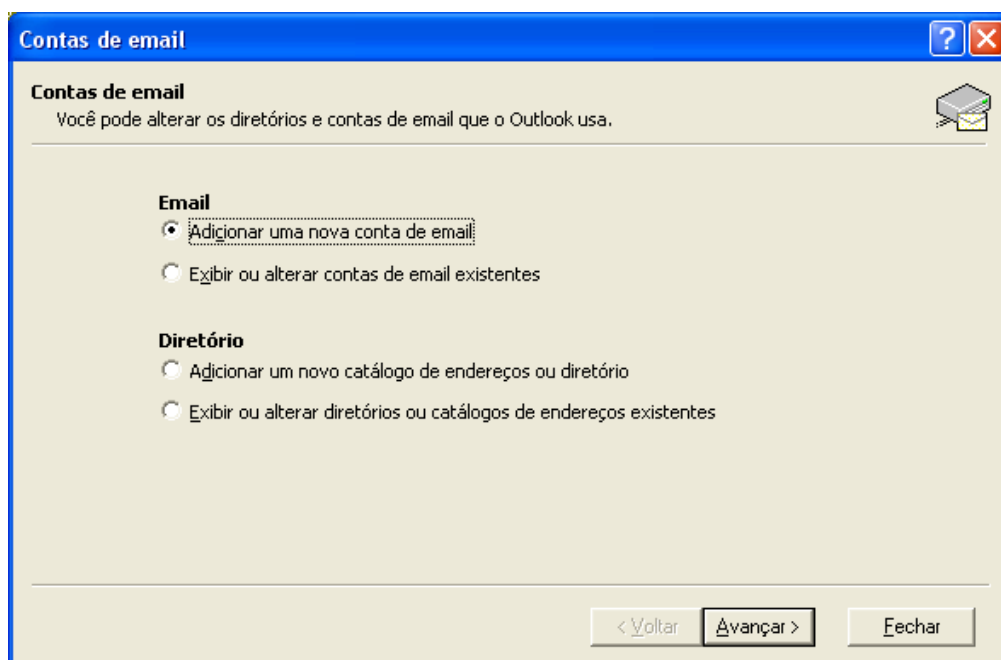 Contas de email
Contas de email
Você pode alterar os diretórios e contas de email que o Outlook usa.
Email
Adicionar uma nova conta de email
Exibir ou alterar contas de email existentes
Diretório
Adicionar um novo catálogo de endereços ou diretório
Exibir ou alterar diretórios ou catálogos de endereços existentes
< Voltar Avançar > Fechar